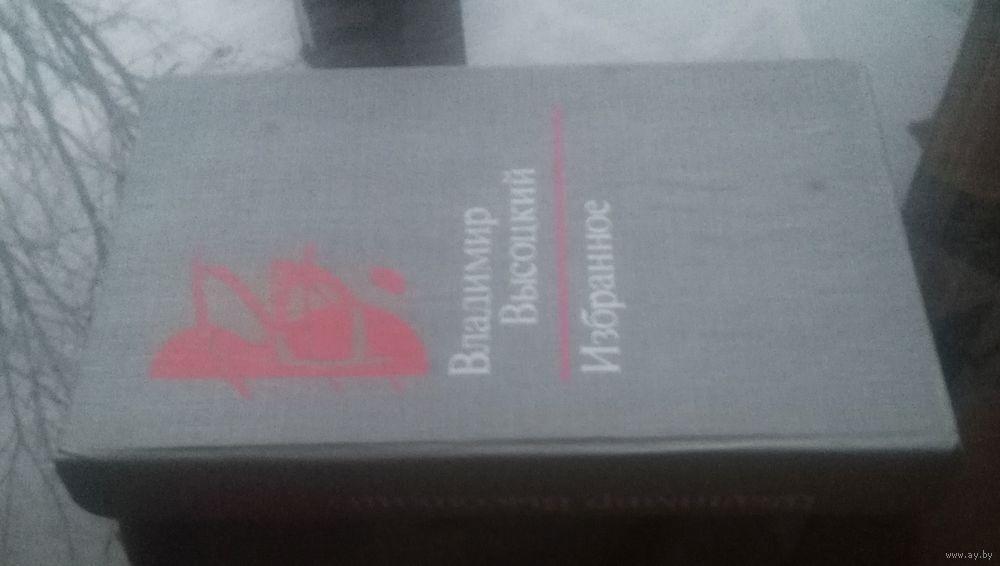 Владимир
Высоцкий
Избранное
www.ay.by